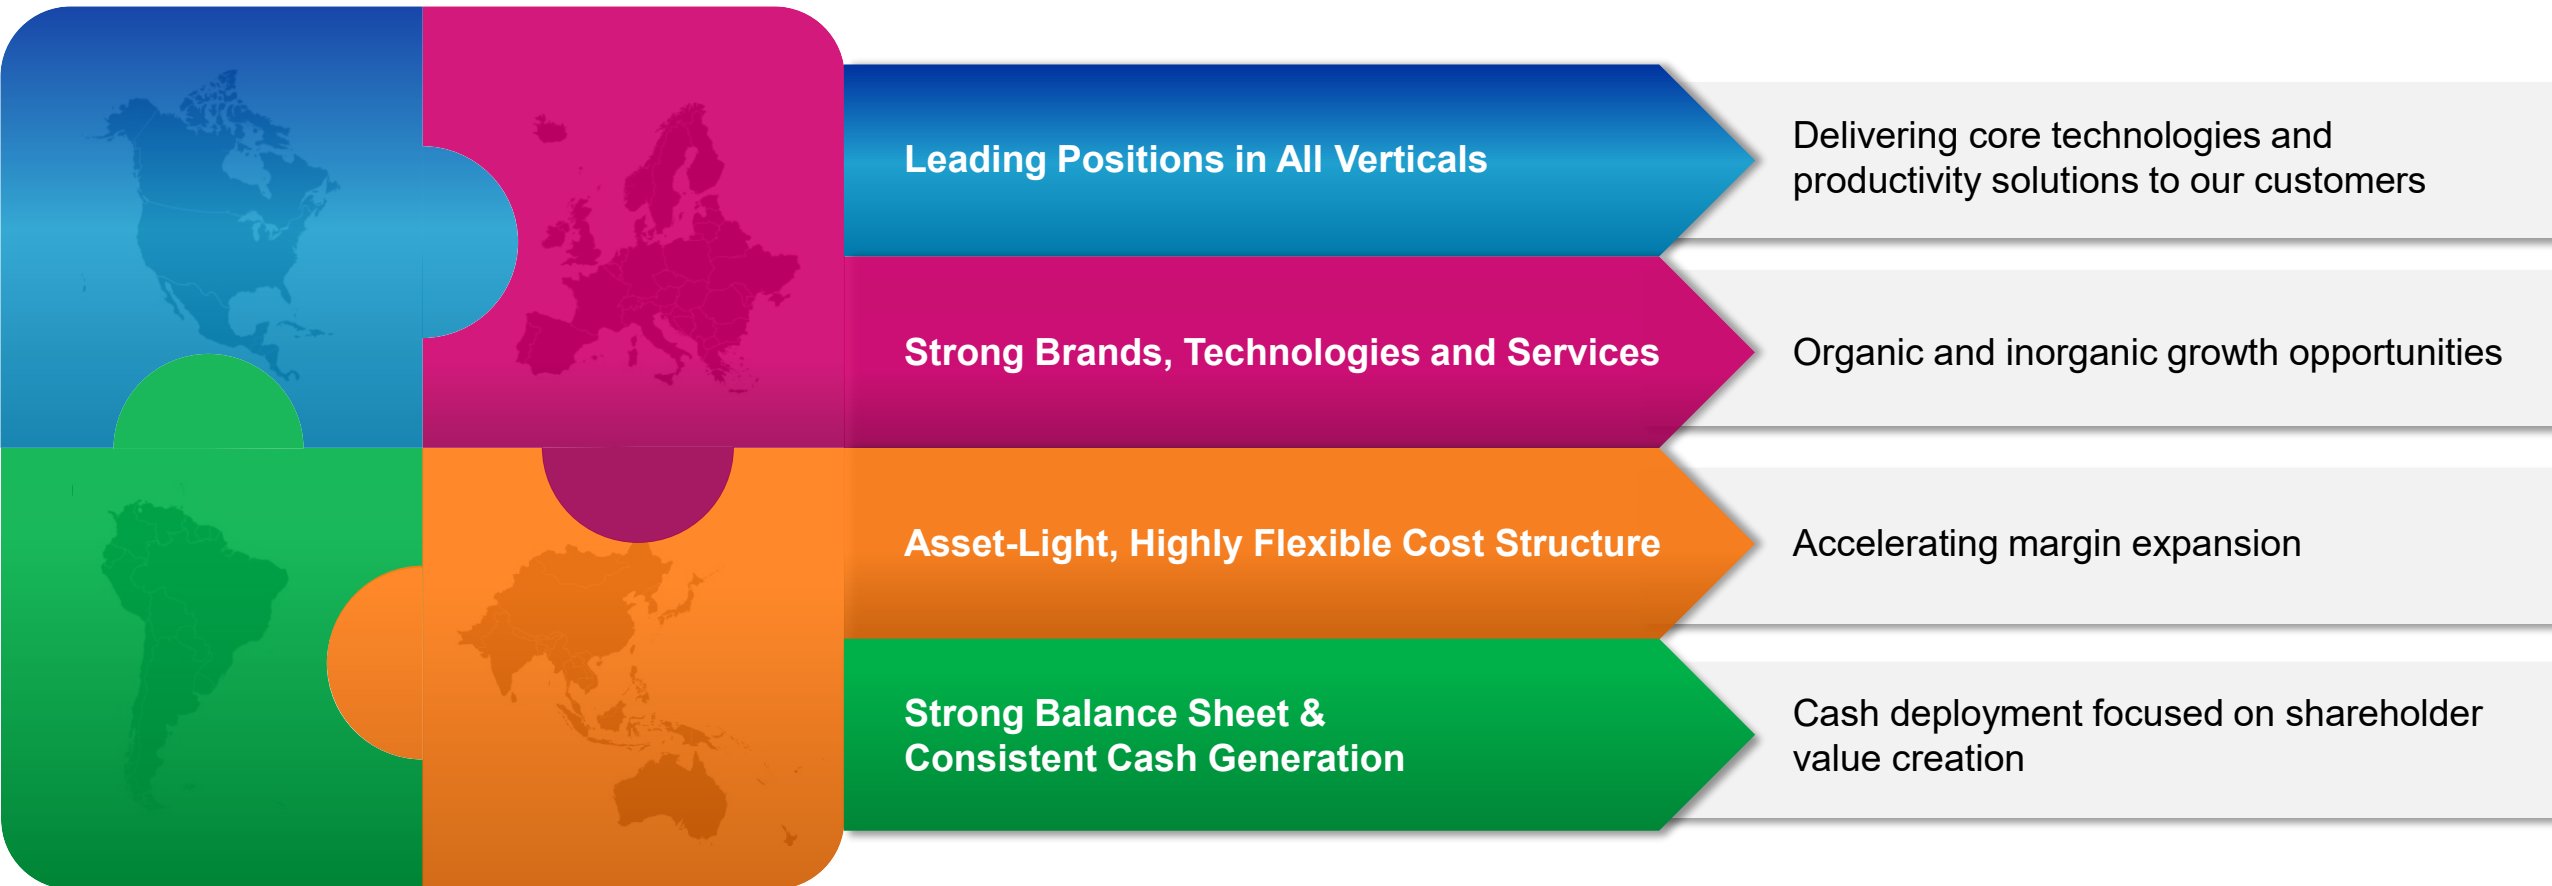 Leading Positions in All Verticals
Delivering core technologies and
productivity solutions to our customers
Strong Brands, Technologies and Services
Organic and inorganic growth opportunities
Asset-Light, Highly Flexible Cost Structure
Accelerating margin expansion
Strong Balance Sheet &
Consistent Cash Generation
Cash deployment focused on shareholder
value creation